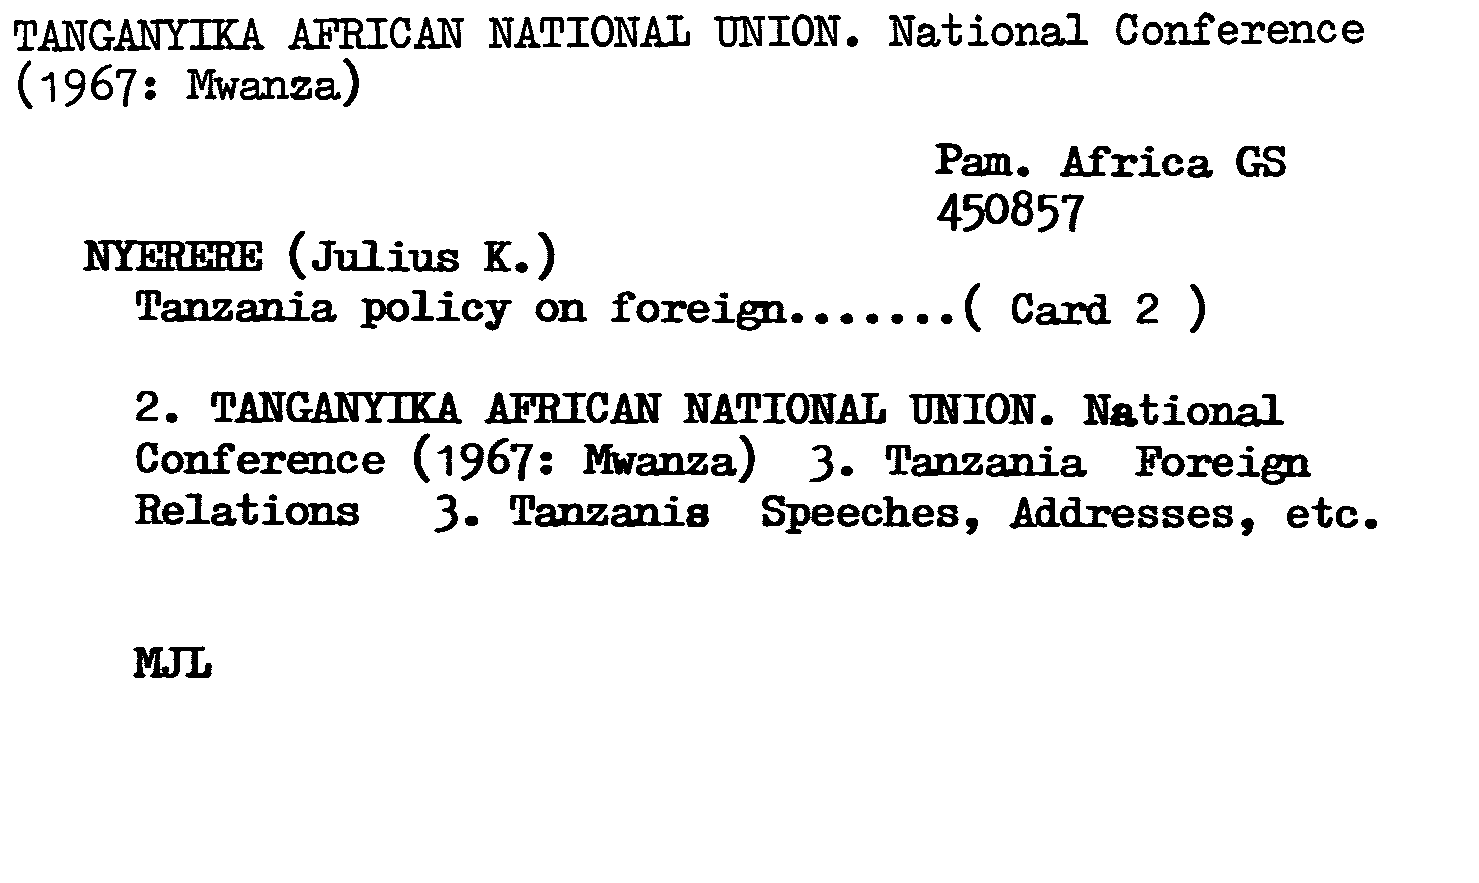 TANGANYIKA AFRICAN NATIONAL UNION. National Conference
(1967: Mwanza)
Pam. Africa GS
450857
NYERERE (Julius K.)
Tanzania policy on foreign.......( Card 2 )
2. TANGANYIKA AFRICAN NATIONAL UNION. National
Conference (1967: Mwanza) 3. Tanzania Foreign
Relations 3. Tanzania Speeches, Addresses, etc.
MJL